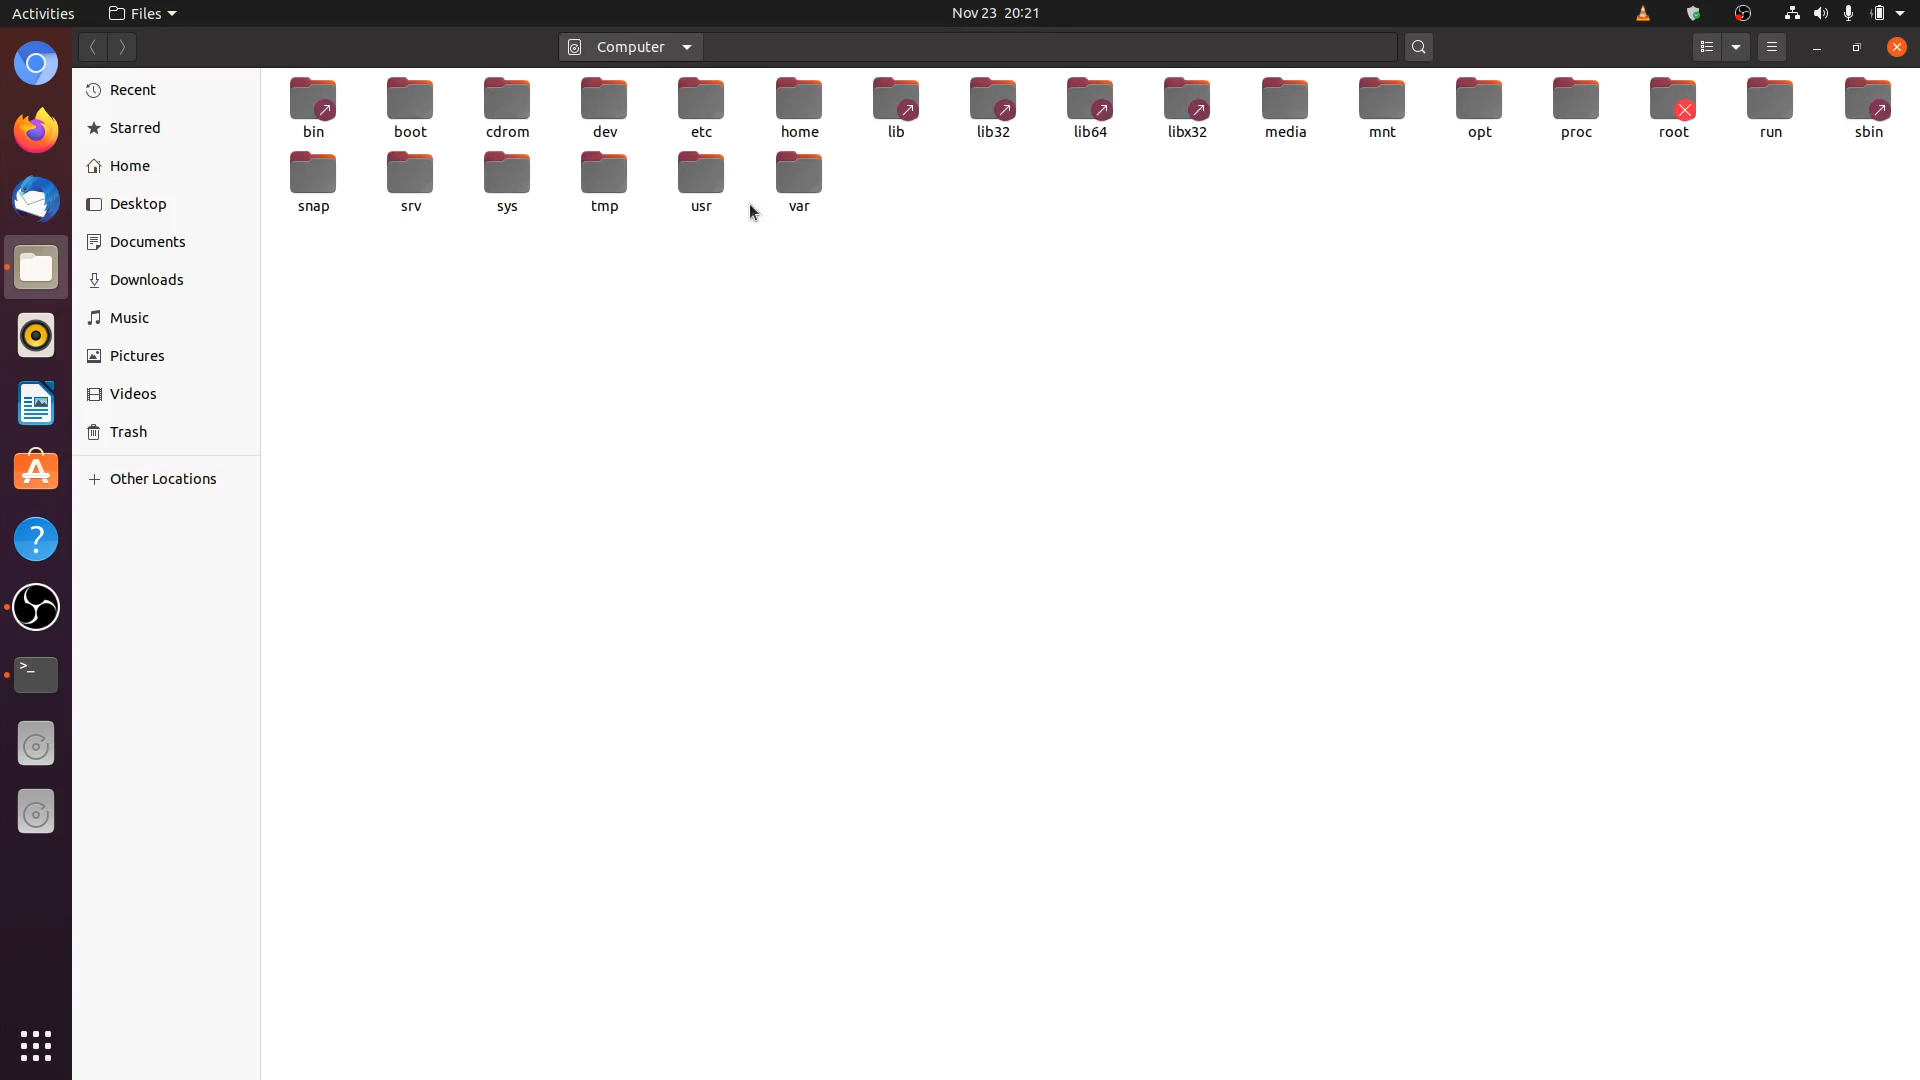 Activities Files Nov 23 20:21
Computer
Recent
Starred
Home
Desktop
Documents
Downloads
Music
Pictures
Videos
Trash
Other Locations
bin boot cdrom dev etc home lib lib32 lib64 libx32 media mnt opt proc root run sbin
snap srv sys tmp usr var